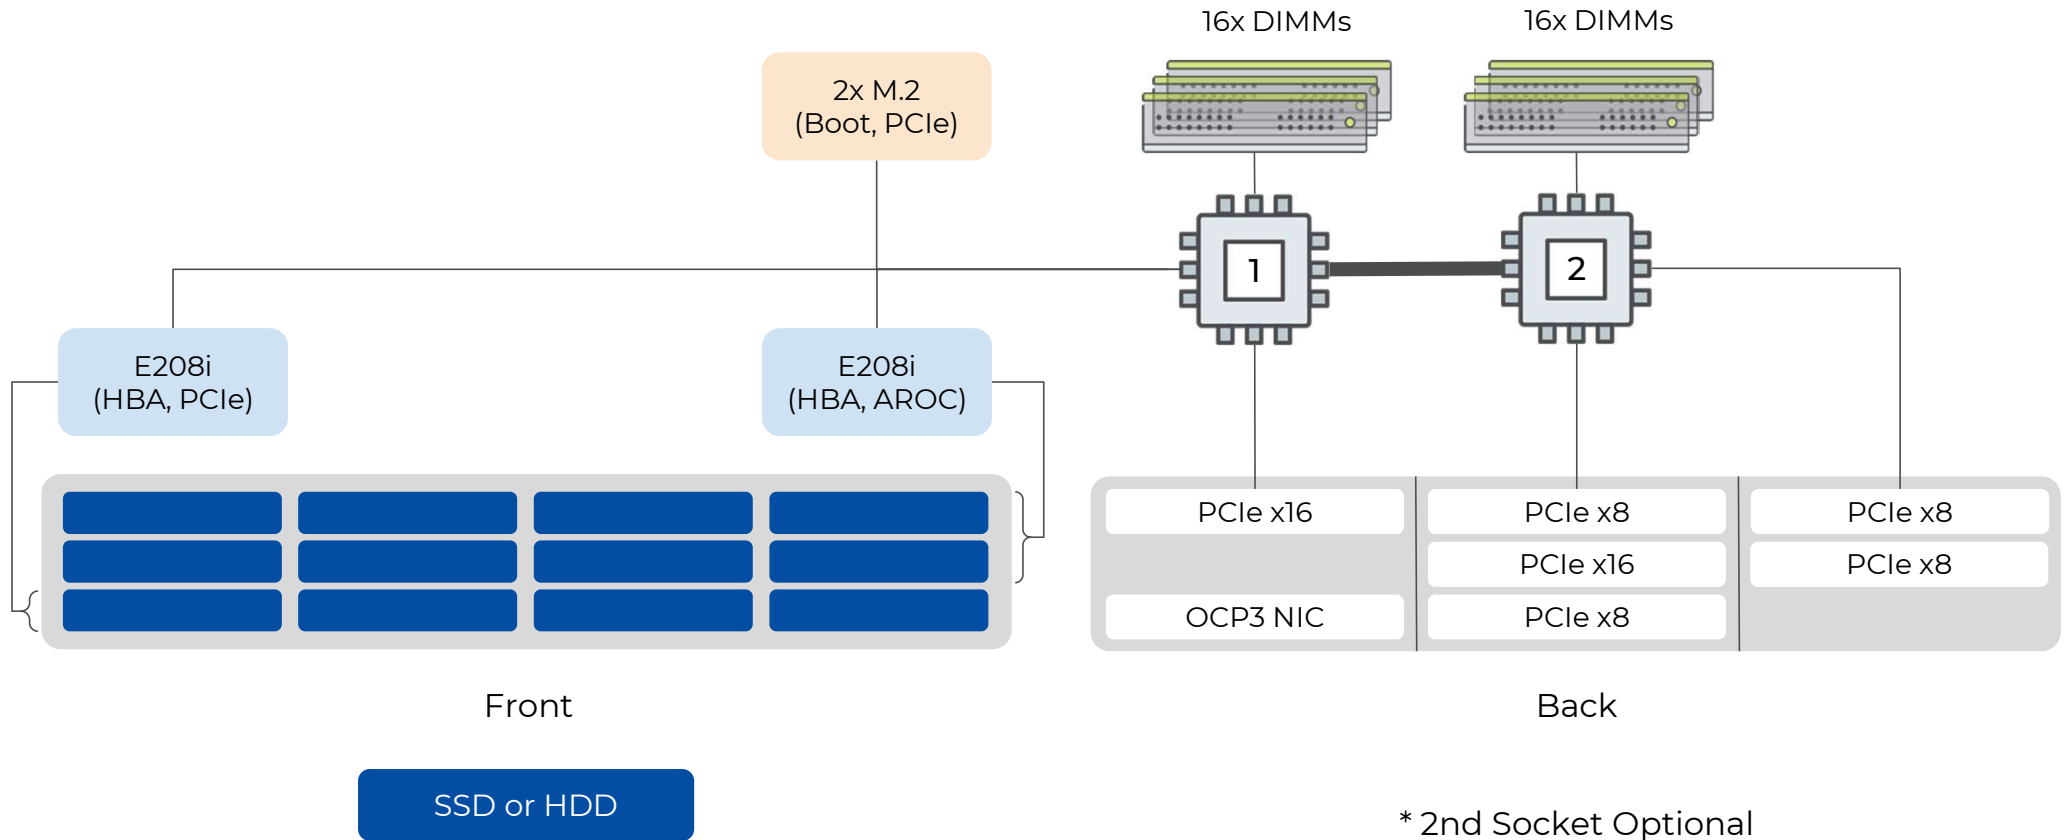 16x DIMMs
16x DIMMs
2x M.2
(Boot, PCIe)
1
2
E208i
(HBA, PCIe)
E208i
(HBA, AROC)
PCIe x16
PCIe x8
PCIe x8
PCIe x16
PCIe x8
OCP3 NIC
PCIe x8
Front
Back
SSD or HDD
* 2nd Socket Optional